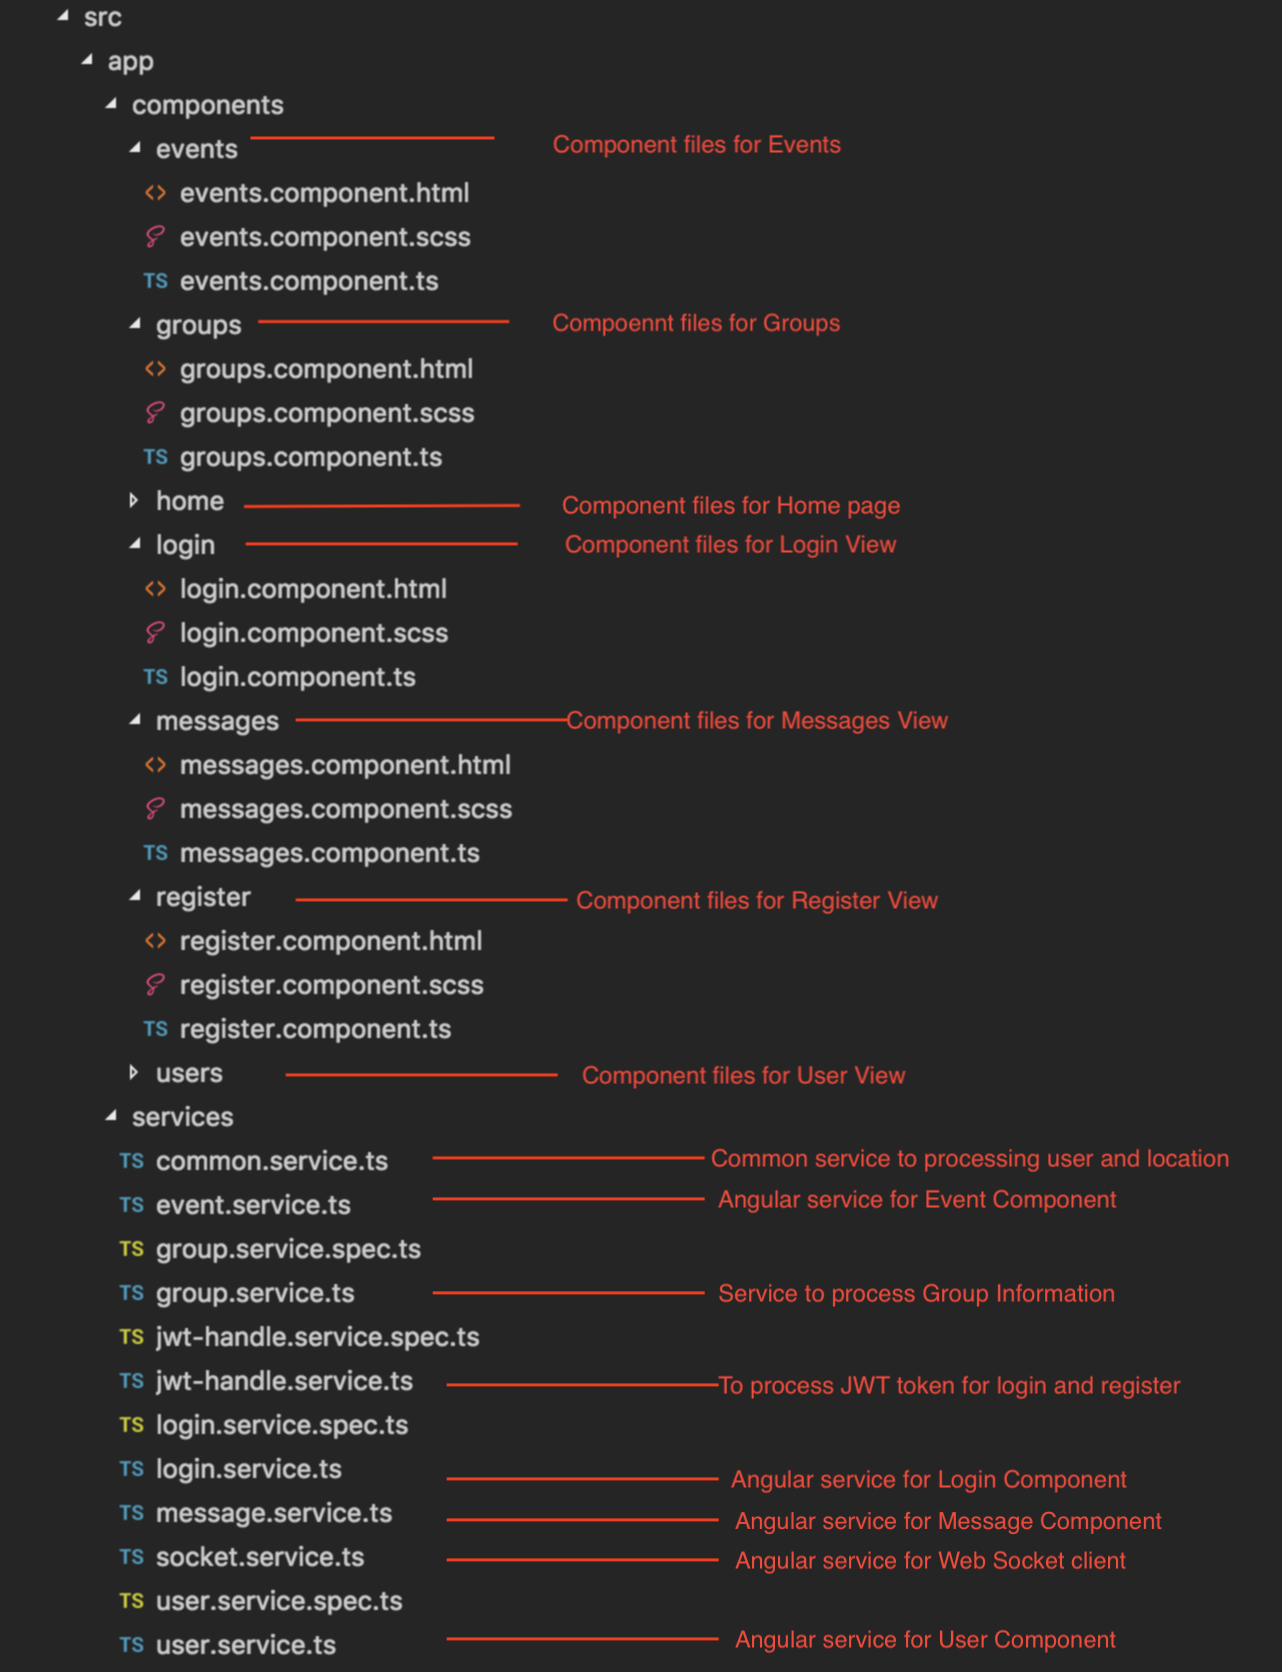 src
app
components
events Component files for Events
<> events.component.html
events.component.scss
TS events.component.ts
groups Compoennt files for Groups
<> groups.component.html
groups.component.scss
TS groups.component.ts
home Component files for Home page
login Component files for Login View
<> login.component.html
login.component.scss
TS login.component.ts
messages Component files for Messages View
<> messages.component.html
messages.component.scss
TS messages.component.ts
register Component files for Register View
<> register.component.html
register.component.scss
TS register.component.ts
users Component files for User View
services
TS common.service.ts Common service to processing user and location
TS event.service.ts Angular service for Event Component
TS group.service.spec.ts
TS group.service.ts Service to process Group Information
TS jwt-handle.service.spec.ts
TS jwt-handle.service.ts To process JWT token for login and register
TS login.service.spec.ts
TS login.service.ts Angular service for Login Component
TS message.service.ts Angular service for Message Component
TS socket.service.ts Angular service for Web Socket client
TS user.service.spec.ts
TS user.service.ts Angular service for User Component